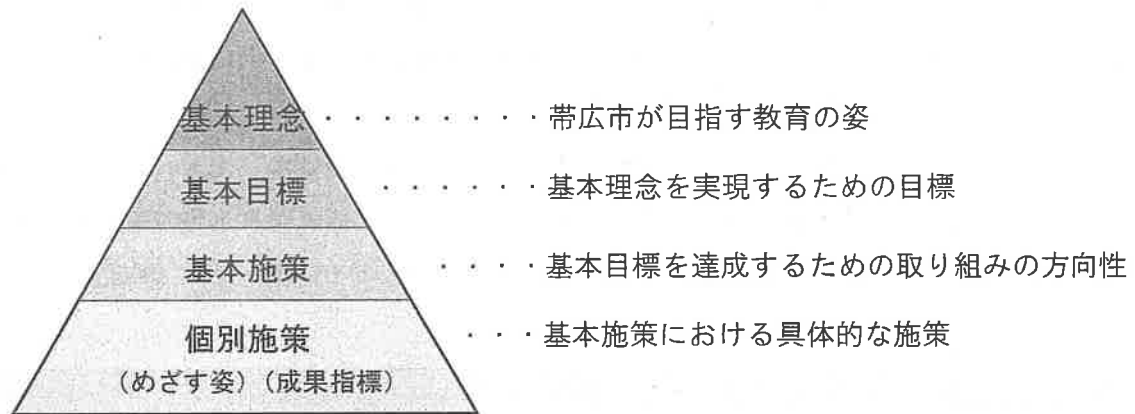 基本理念・・・・・・・・・帯広市が目指す教育の姿
基本目標・・・・・・基本理念を実現するための目標
基本施策・・・・基本目標を達成するための取り組みの方向性
個別施策・・・基本施策における具体的な施策
(めざす姿)(成果指標)